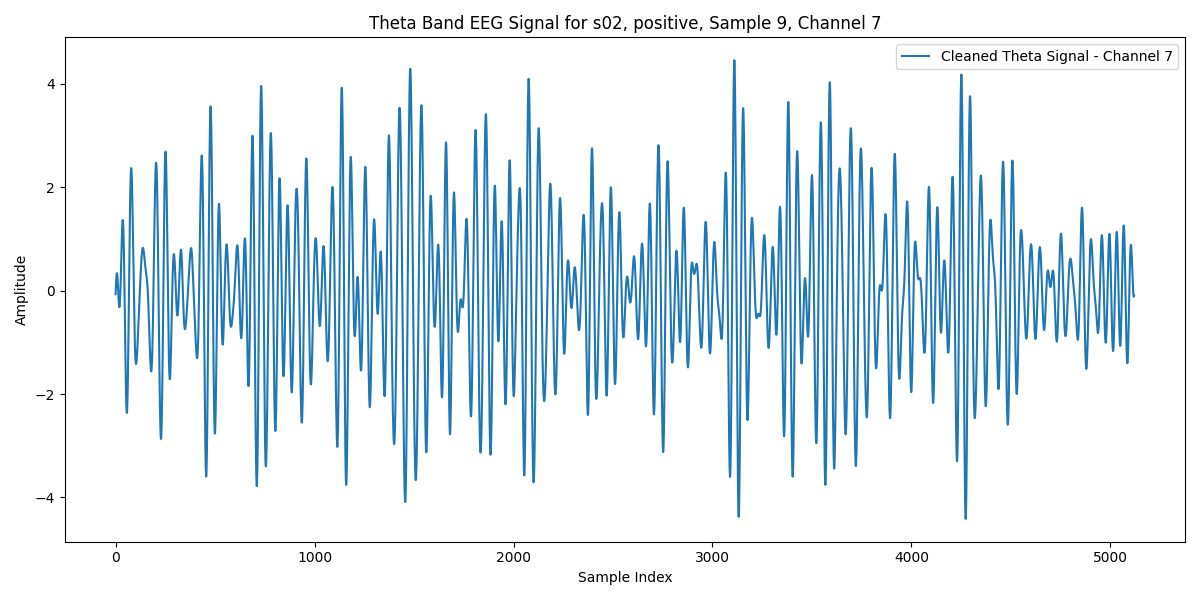 Theta Band EEG Signal for s02, positive, Sample 9, Channel 7
Cleaned Theta Signal - Channel 7
Amplitude
4
2
0
−2
−4
0 1000 2000 3000 4000 5000
Sample Index